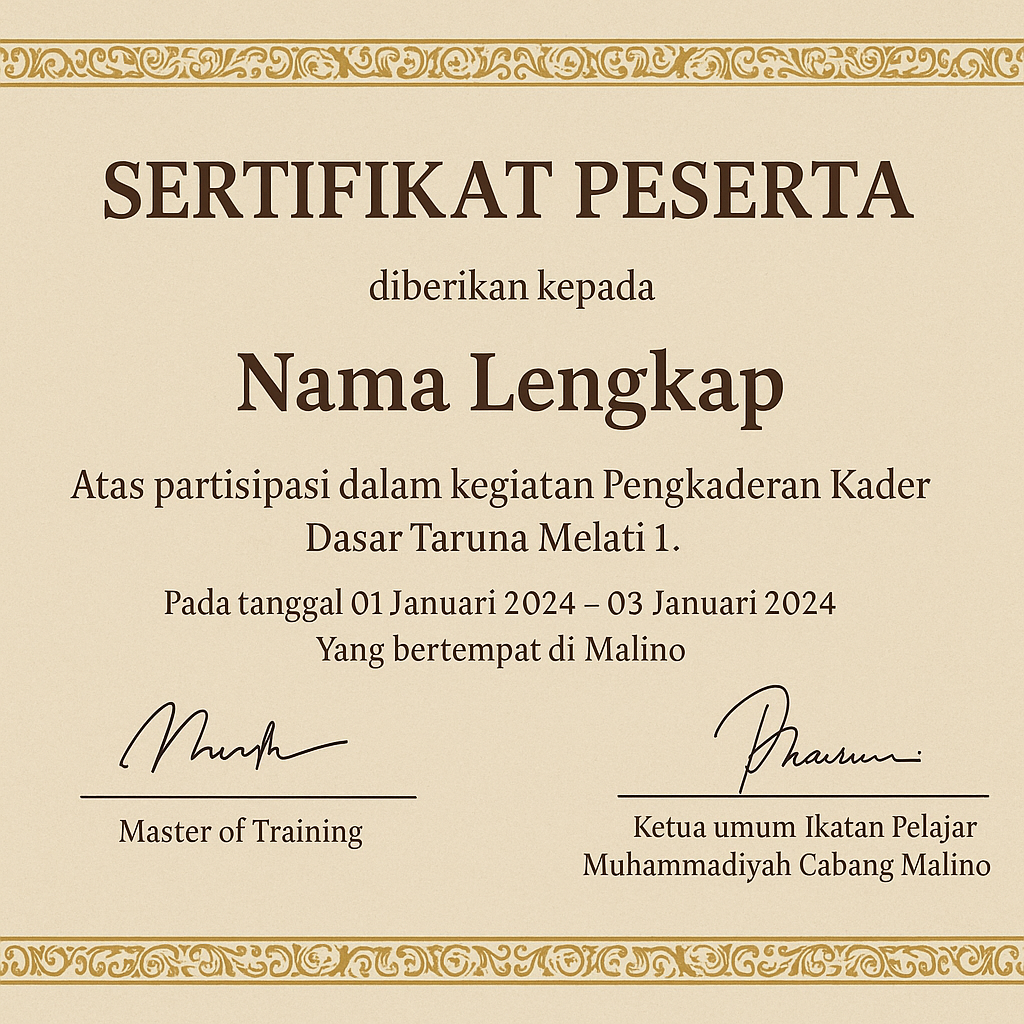 SERTIFIKAT PESERTA
diberikan kepada
Nama Lengkap
Atas partisipasi dalam kegiatan Pengkaderan Kader
Dasar Taruna Melati 1.
Pada tanggal 01 Januari 2024 – 03 Januari 2024
Yang bertempat di Malino
Master of Training
Ketua umum Ikatan Pelajar
Muhammadiyah Cabang Malino